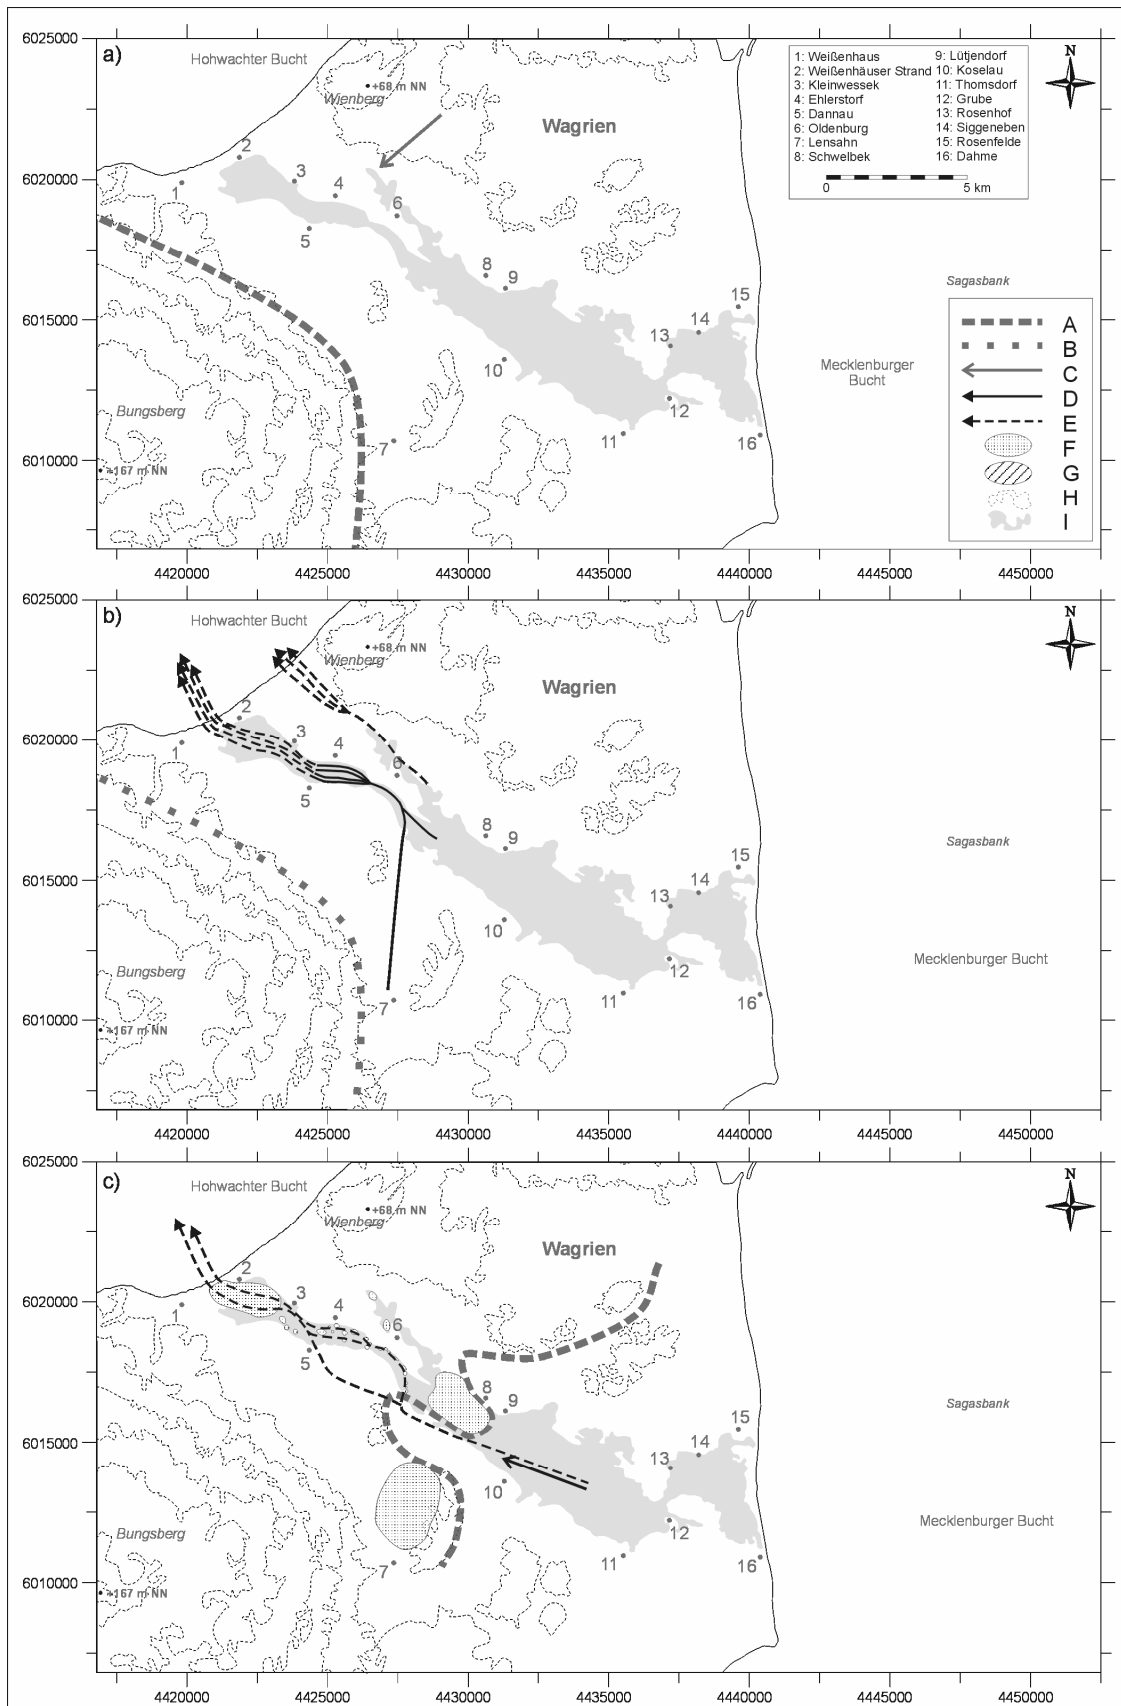 6025000
a)
Hohwachter Bucht
+68 m NN
Wienberg
Wagrien
1: Weißenhaus
2: Weißenhäuser Strand
3: Kleinwessek
4: Ehlerstorf
5: Dannau
6: Oldenburg
7: Lensahn
8: Schwelbek
9: Lütjendorf
10: Koselau
11: Thomsdorf
12: Grube
13: Rosenhof
14: Siggeneben
15: Rosenfelde
16: Dahme
0 5 km
N
6020000
2
3
4
1
6
5
8
9
Sagasbank
15
6015000
14
13
10
Mecklenburger
Bucht
12
Bungsberg
7
11
16
6010000
+167 m NN
A
B
C
D
E
F
G
H
I
4420000 4425000 4430000 4435000 4440000 4445000 4450000
6025000
b)
Hohwachter Bucht
+68 m NN
Wienberg
Wagrien
N
6020000
2
3
4
1
6
5
8
9
Sagasbank
15
6015000
14
13
10
12
Mecklenburger Bucht
Bungsberg
7
11
16
6010000
+167 m NN
4420000 4425000 4430000 4435000 4440000 4445000 4450000
6025000
c)
Hohwachter Bucht
+68 m NN
Wienberg
Wagrien
N
6020000
2
3
4
1
6
5
8
9
Sagasbank
15
6015000
14
13
10
12
Mecklenburger Bucht
Bungsberg
7
11
16
6010000
+167 m NN
4420000 4425000 4430000 4435000 4440000 4445000 4450000